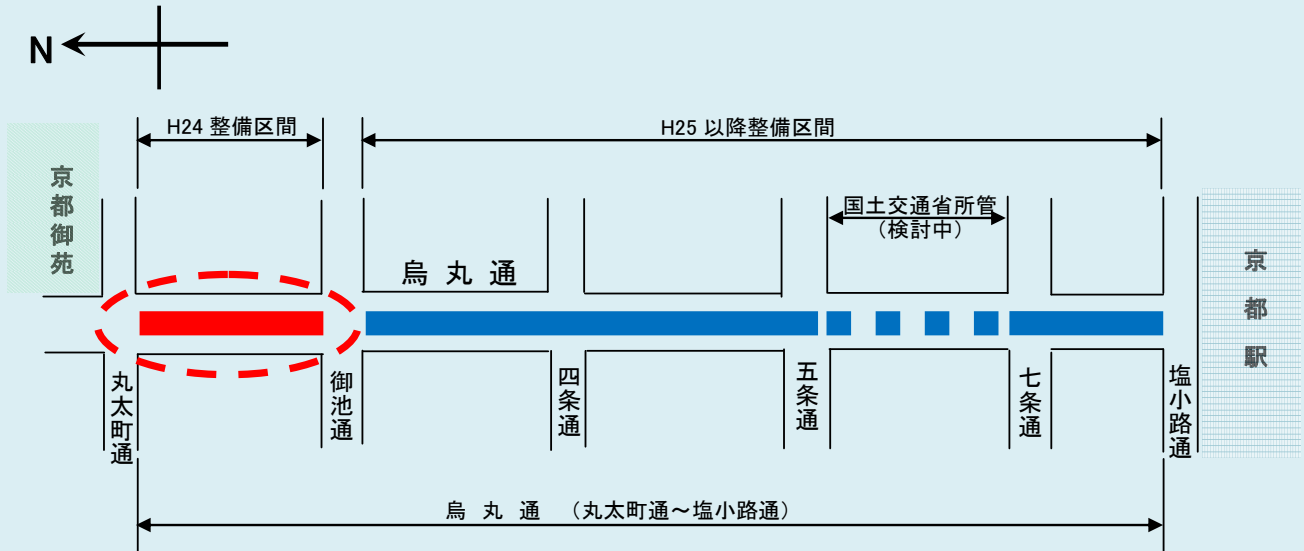 N
H24 整備区間
H25 以降整備区間
京都御苑
国土交通省所管
（検討中）
烏丸通
京都駅
丸太町通
御池通
四条通
五条通
七条通
塩小路通
烏丸通 （丸太町通～塩小路通）